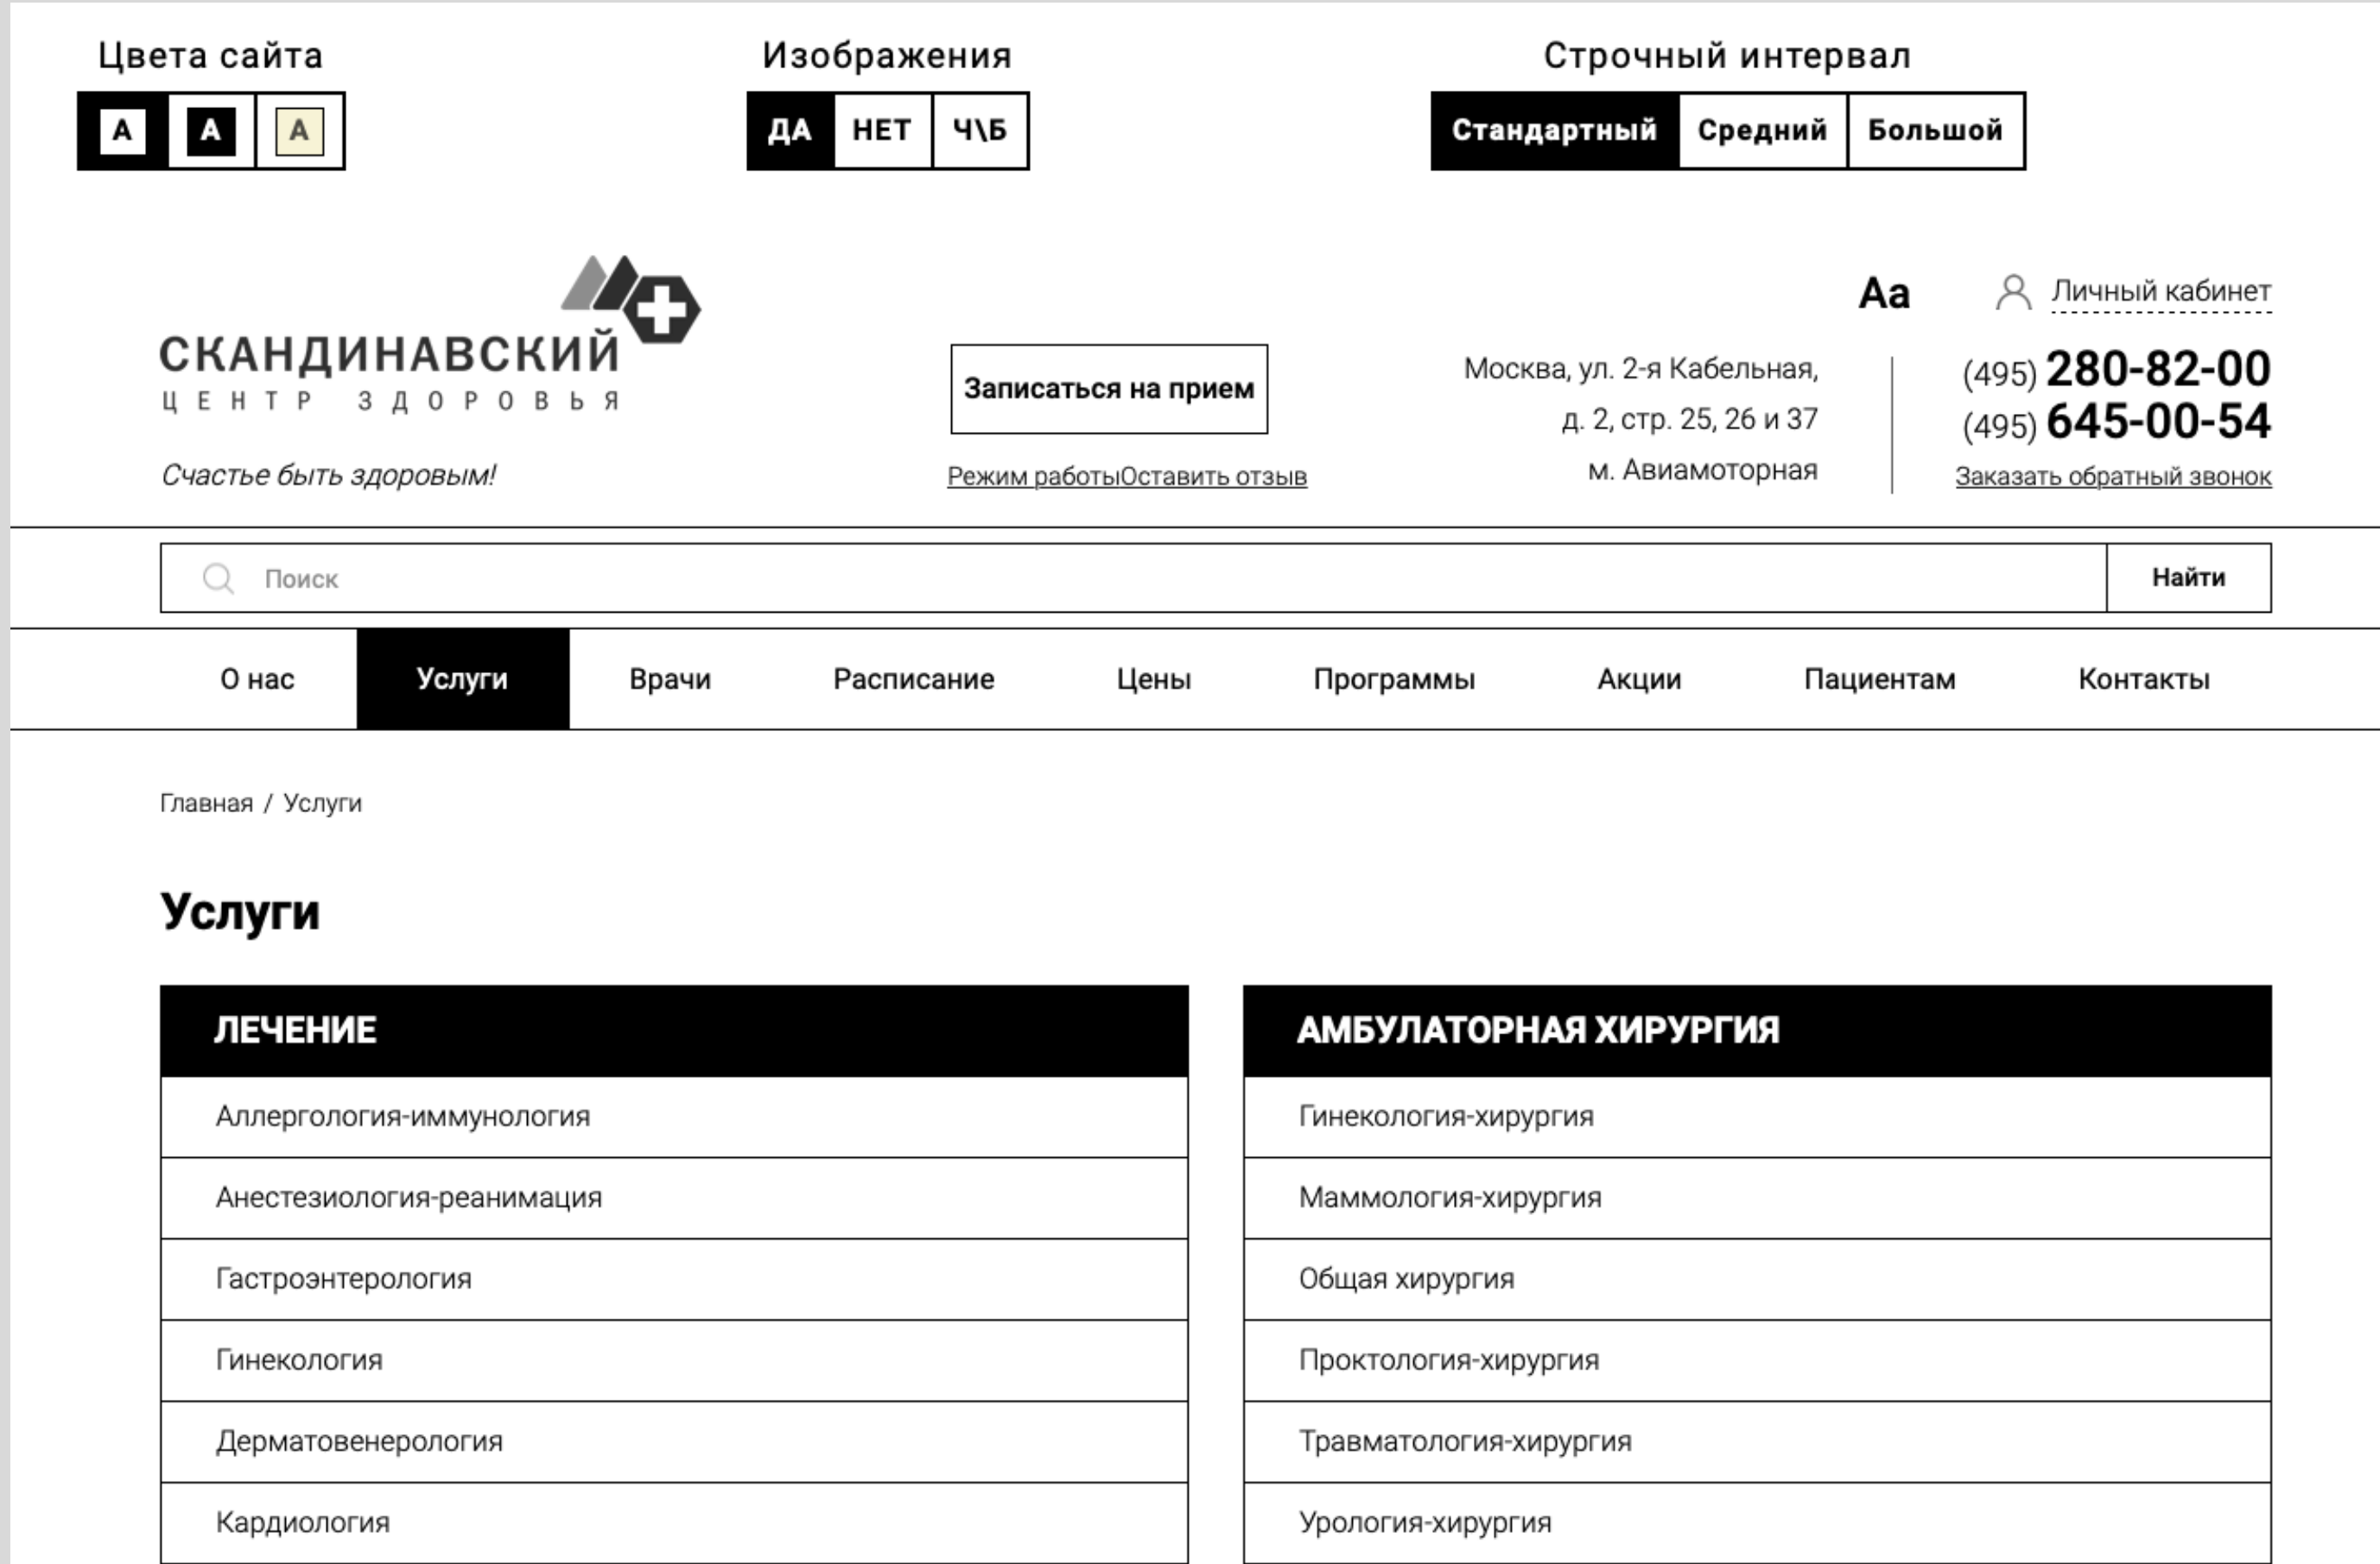 Цвета сайта
А А А
Изображения
ДА НЕТ Ч\Б
Строчный интервал
Стандартный Средний Большой
СКАНДИНАВСКИЙ
ЦЕНТР ЗДОРОВЬЯ
Счастье быть здоровым!
Записаться на прием
Режим работыОставить отзыв
Аа
Личный кабинет
Москва, ул. 2-я Кабельная,
д. 2, стр. 25, 26 и 37
м. Авиамоторная
(495) 280-82-00
(495) 645-00-54
Заказать обратный звонок
Поиск
Найти
О нас Услуги Врачи Расписание Цены Программы Акции Пациентам Контакты
Главная / Услуги
Услуги
ЛЕЧЕНИЕ
Аллергология-иммунология
Анестезиология-реанимация
Гастроэнтерология
Гинекология
Дерматовенерология
Кардиология
АМБУЛАТОРНАЯ ХИРУРГИЯ
Гинекология-хирургия
Маммология-хирургия
Общая хирургия
Проктология-хирургия
Травматология-хирургия
Урология-хирургия